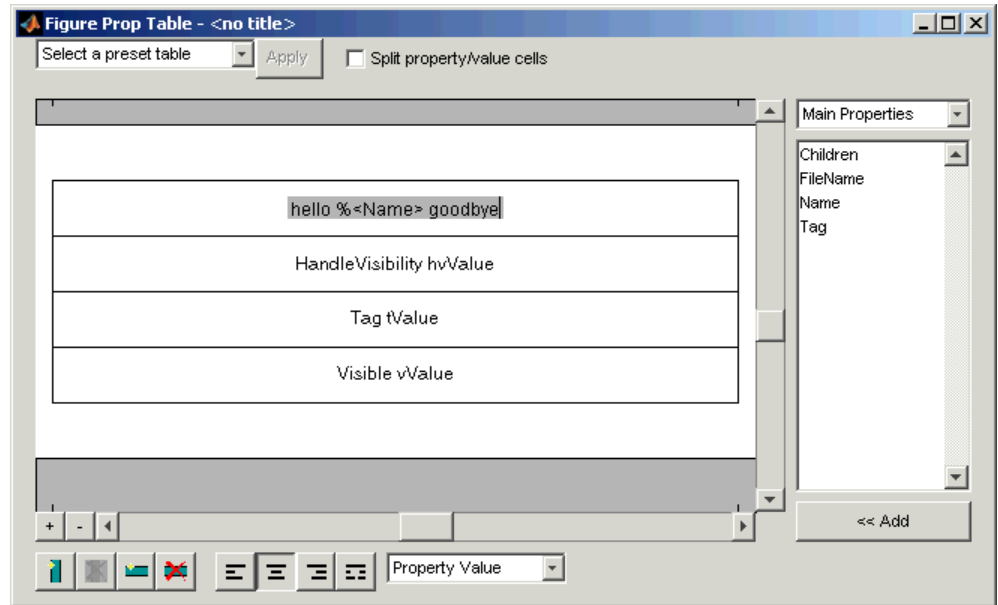 Figure Prop Table - <no title>
Select a preset table
Apply
Split property/value cells
Main Properties
Children
FileName
Name
Tag
hello %<Name> goodbye
HandleVisibility hvValue
Tag tValue
Visible vValue
+ -
<< Add
Property Value